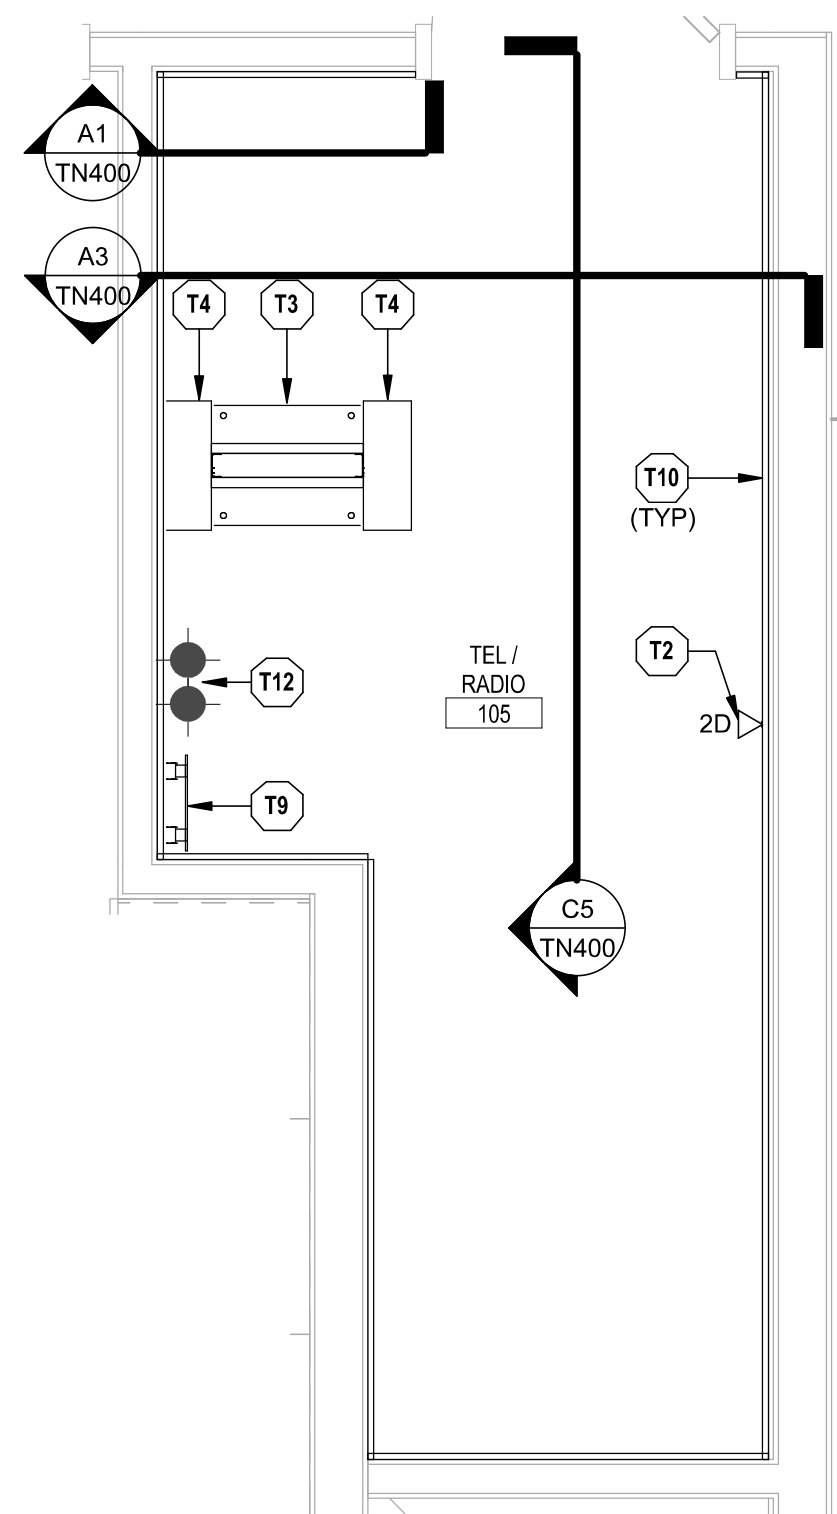 A1
TN400
A3
TN400
T4
T3
T4
T10
(TYP)
TEL /
RADIO
105
T2
T12
2D
T9
C5
TN400